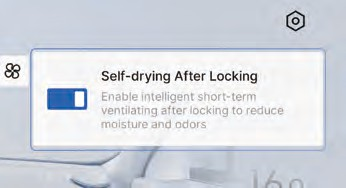 Self-drying After Locking
Enable intelligent short-term
ventilating after locking to reduce
moisture and odors